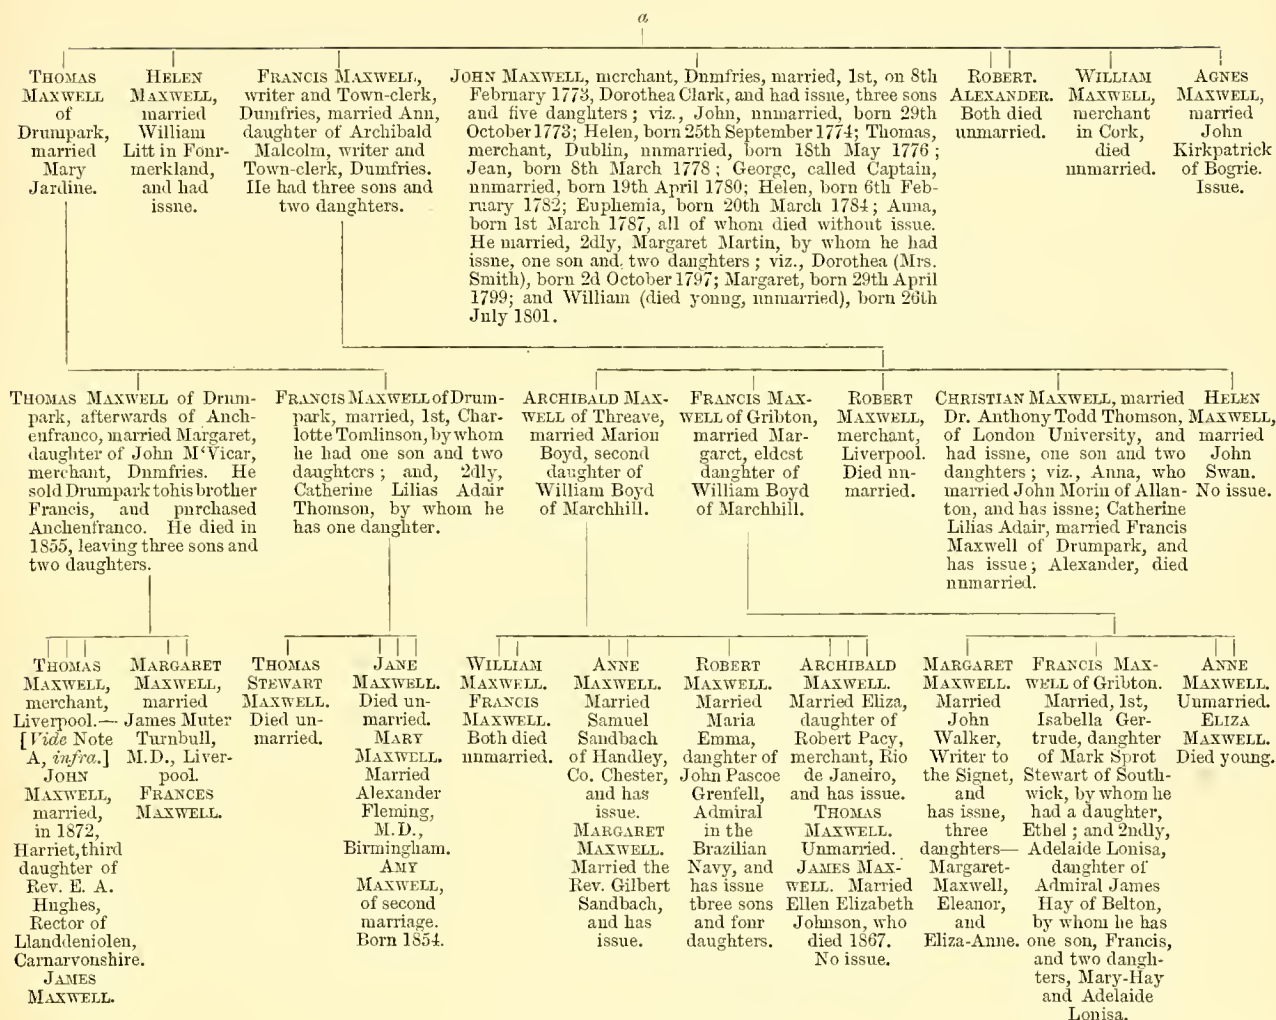 a
THOMAS
MAXWELL
of
Drumpark,
married
Mary
Jardine.
HELEN
MAXWELL,
married
William
Litt in Four-
merkland,
and had
issue.
FRANCIS MAXWELL,
writer and Town-clerk,
Dumfries, married Ann,
daughter of Archibald
Malcolm, writer and
Town-clerk, Dumfries.
He had three sons and
two daughters.
JOHN MAXWELL, merchant, Dumfries, married, 1st, on 8th
February 1773, Dorothea Clark, and had issue, three sons
and five daughters; viz., John, unmarried, born 29th
October 1773; Helen, born 25th September 1774; Thomas,
merchant, Dublin, unmarried, born 18th May 1776;
Jean, born 8th March 1778; George, called Captain,
unmarried, born 19th April 1780; Helen, born 6th Feb-
ruary 1782; Euphemia, born 20th March 1784; Anna,
born 1st March 1787, all of whom died without issue.
He married, 2dly, Margaret Martin, by whom he had
issue, one son and two daughters; viz., Dorothea (Mrs.
Smith), born 2d October 1797; Margaret, born 29th April
1799; and William (died young, unmarried), born 26th
July 1801.
ROBERT.
ALEXANDER.
Both died
unmarried.
WILLIAM
MAXWELL,
merchant
in Cork,
died
unmarried.
AGNES
MAXWELL,
married
John
Kirkpatrick
of Bogrie.
Issue.
THOMAS MAXWELL of Drum-
park, afterwards of Auch-
enfranco, married Margaret,
daughter of John M‘Vicar,
merchant, Dumfries. He
sold Drumpark to his brother
Francis, and purchased
Auchenfranco. He died in
1855, leaving three sons and
two daughters.
FRANCIS MAXWELL of Drum-
park, married, 1st, Char-
lotte Tomlinson, by whom
he had one son and two
daughters; and, 2dly,
Catherine Lilias Adair
Thomson, by whom he
has one daughter.
ARCHIBALD MAX-
WELL of Threave,
married Marion
Boyd, second
daughter of
William Boyd
of Marchhill.
FRANCIS MAX-
WELL of Gribton,
married Mar-
garet, eldest
daughter of
William Boyd
of Marchhill.
ROBERT
MAXWELL,
merchant,
Liverpool.
Died un-
married.
CHRISTIAN MAXWELL, married
Dr. Anthony Todd Thomson,
of London University, and
had issue, one son and two
daughters; viz., Anna, who
married John Morin of Allan-
ton, and has issue; Catherine
Lilias Adair, married Francis
Maxwell of Drumpark, and
has issue; Alexander, died
unmarried.
HELEN
MAXWELL,
married
John
Swan.
No issue.
THOMAS
MAXWELL,
merchant,
Liverpool.—
[Vide Note
A, infra.]
JOHN
MAXWELL,
married,
in 1872,
Harriet, third
daughter of
Rev. E. A.
Hughes,
Rector of
Llanddeniolen,
Carnarvonshire.
JAMES
MAXWELL.
MARGARET
MAXWELL,
married
James Muter
Turnbull,
M.D., Liver-
pool.
FRANCES
MAXWELL.
THOMAS
STEWART
MAXWELL.
Died un-
married.
JANE
MAXWELL.
Died un-
married.
MARY
MAXWELL.
Married
Alexander
Fleming,
M.D.,
Birmingham.
AMY
MAXWELL,
of second
marriage.
Born 1854.
WILLIAM
MAXWELL.
FRANCIS
MAXWELL.
Both died
unmarried.
ANNE
MAXWELL.
Married
Samuel
Sandbach
of Handley,
Co. Chester,
and has
issue.
MARGARET
MAXWELL.
Married the
Rev. Gilbert
Sandbach,
and has
issue.
ROBERT
MAXWELL.
Married
Maria
Emma,
daughter of
John Pascoe
Grenfell,
Admiral
in the
Brazilian
Navy, and
has issue
three sons
and four
daughters.
ARCHIBALD
MAXWELL.
Married Eliza,
daughter of
Robert Pacy,
merchant, Rio
de Janeiro,
and has issue.
THOMAS
MAXWELL.
Unmarried.
JAMES MAX-
WELL. Married
Ellen Elizabeth
Johnson, who
died 1867.
No issue.
MARGARET
MAXWELL.
Married
John
Walker,
Writer to
the Signet,
and
has issue,
three
daughters—
Margaret-
Maxwell,
Eleanor,
and
Eliza-Anne.
FRANCIS MAX-
WELL of Gribton.
Married, 1st,
Isabella Ger-
trude, daughter
of Mark Sprot
Stewart of South-
wick, by whom he
had a daughter,
Ethel; and 2ndly,
Adelaide Louisa,
daughter of
Admiral James
Hay of Belton,
by whom he has
one son, Francis,
and two daugh-
ters, Mary-Hay
and Adelaide
Louisa.
ANNE
MAXWELL.
Unmarried.
ELIZA
MAXWELL.
Died young.